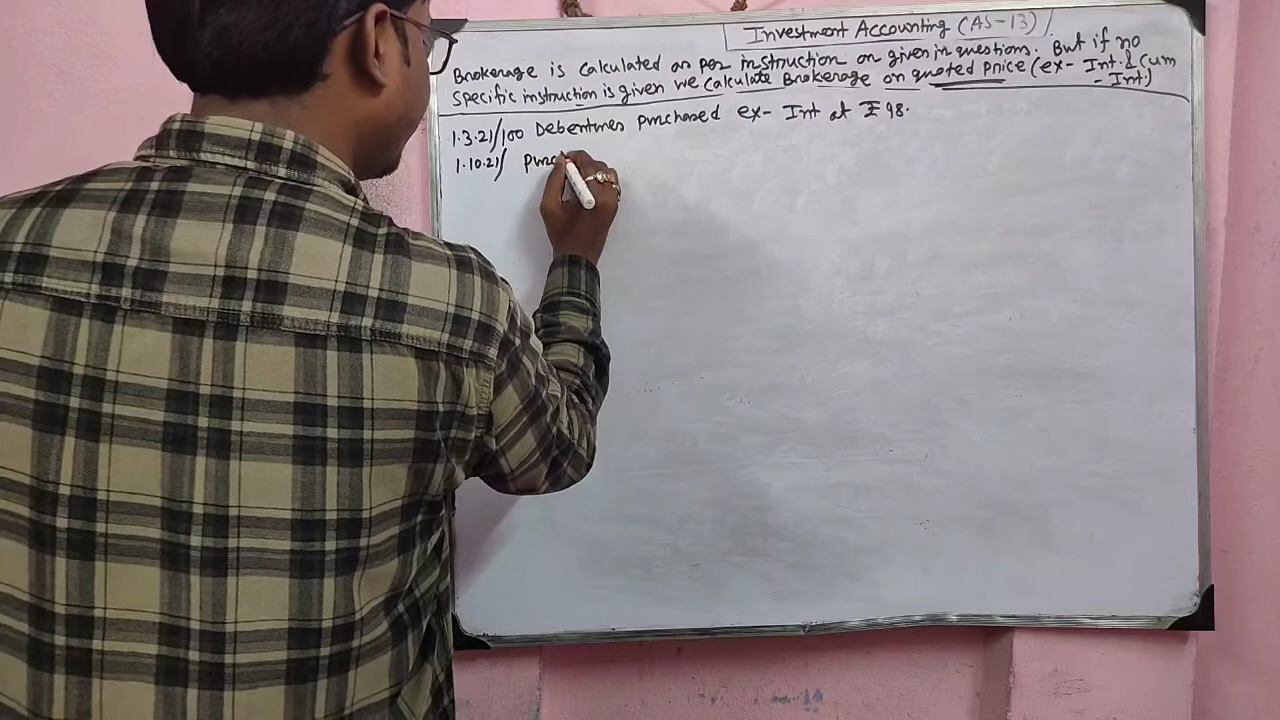 Investment Accounting (AS-13)
Brokerage is calculated as per instruction on given in questions. But if no
specific instruction is given we calculate Brokerage on quoted price (ex- Int. & Cum
- Int)
1.3.21/100 Debentures purchased ex- Int at ₹ 98.
1.10.21/ purc